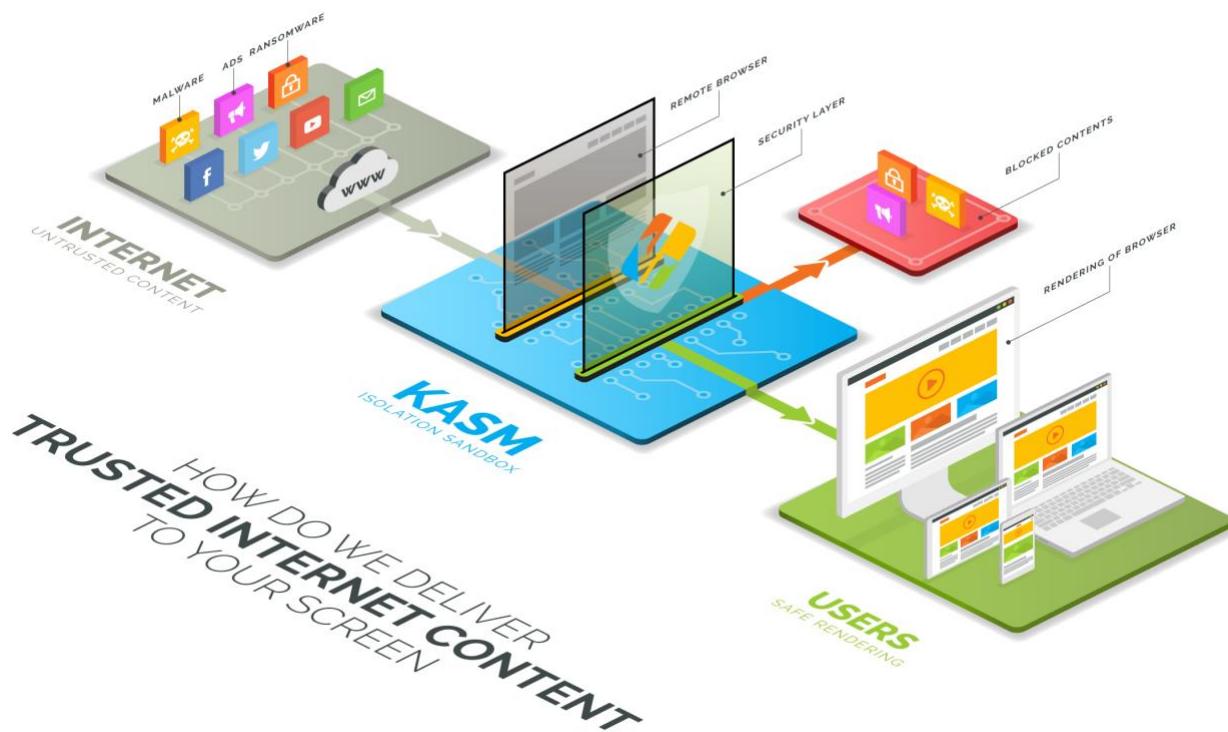 MALWARE
ADS
RANSOMWARE
f
WWW
INTERNET
UNTRUSTED CONTENT
REMOTE BROWSER
SECURITY LAYER
BLOCKED CONTENTS
RENDERING OF BROWSER
KASM
ISOLATION SANDBOX
USERS
SAFE RENDERING
HOW DO WE DELIVER
TRUSTED INTERNET CONTENT
TO YOUR SCREEN